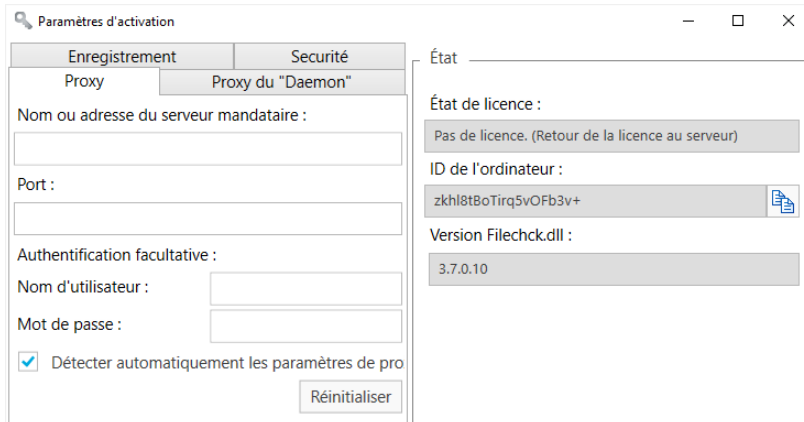 Paramètres d'activation
Enregistrement
Securité
Proxy
Proxy du "Daemon"
Nom ou adresse du serveur mandataire :
Port :
Authentification facultative :
Nom d'utilisateur :
Mot de passe :
Détecter automatiquement les paramètres de pro
Réinitialiser
État
État de licence :
Pas de licence. (Retour de la licence au serveur)
ID de l'ordinateur :
zkhl8tBoTirq5vOFb3v+
Version Filechck.dll :
3.7.0.10